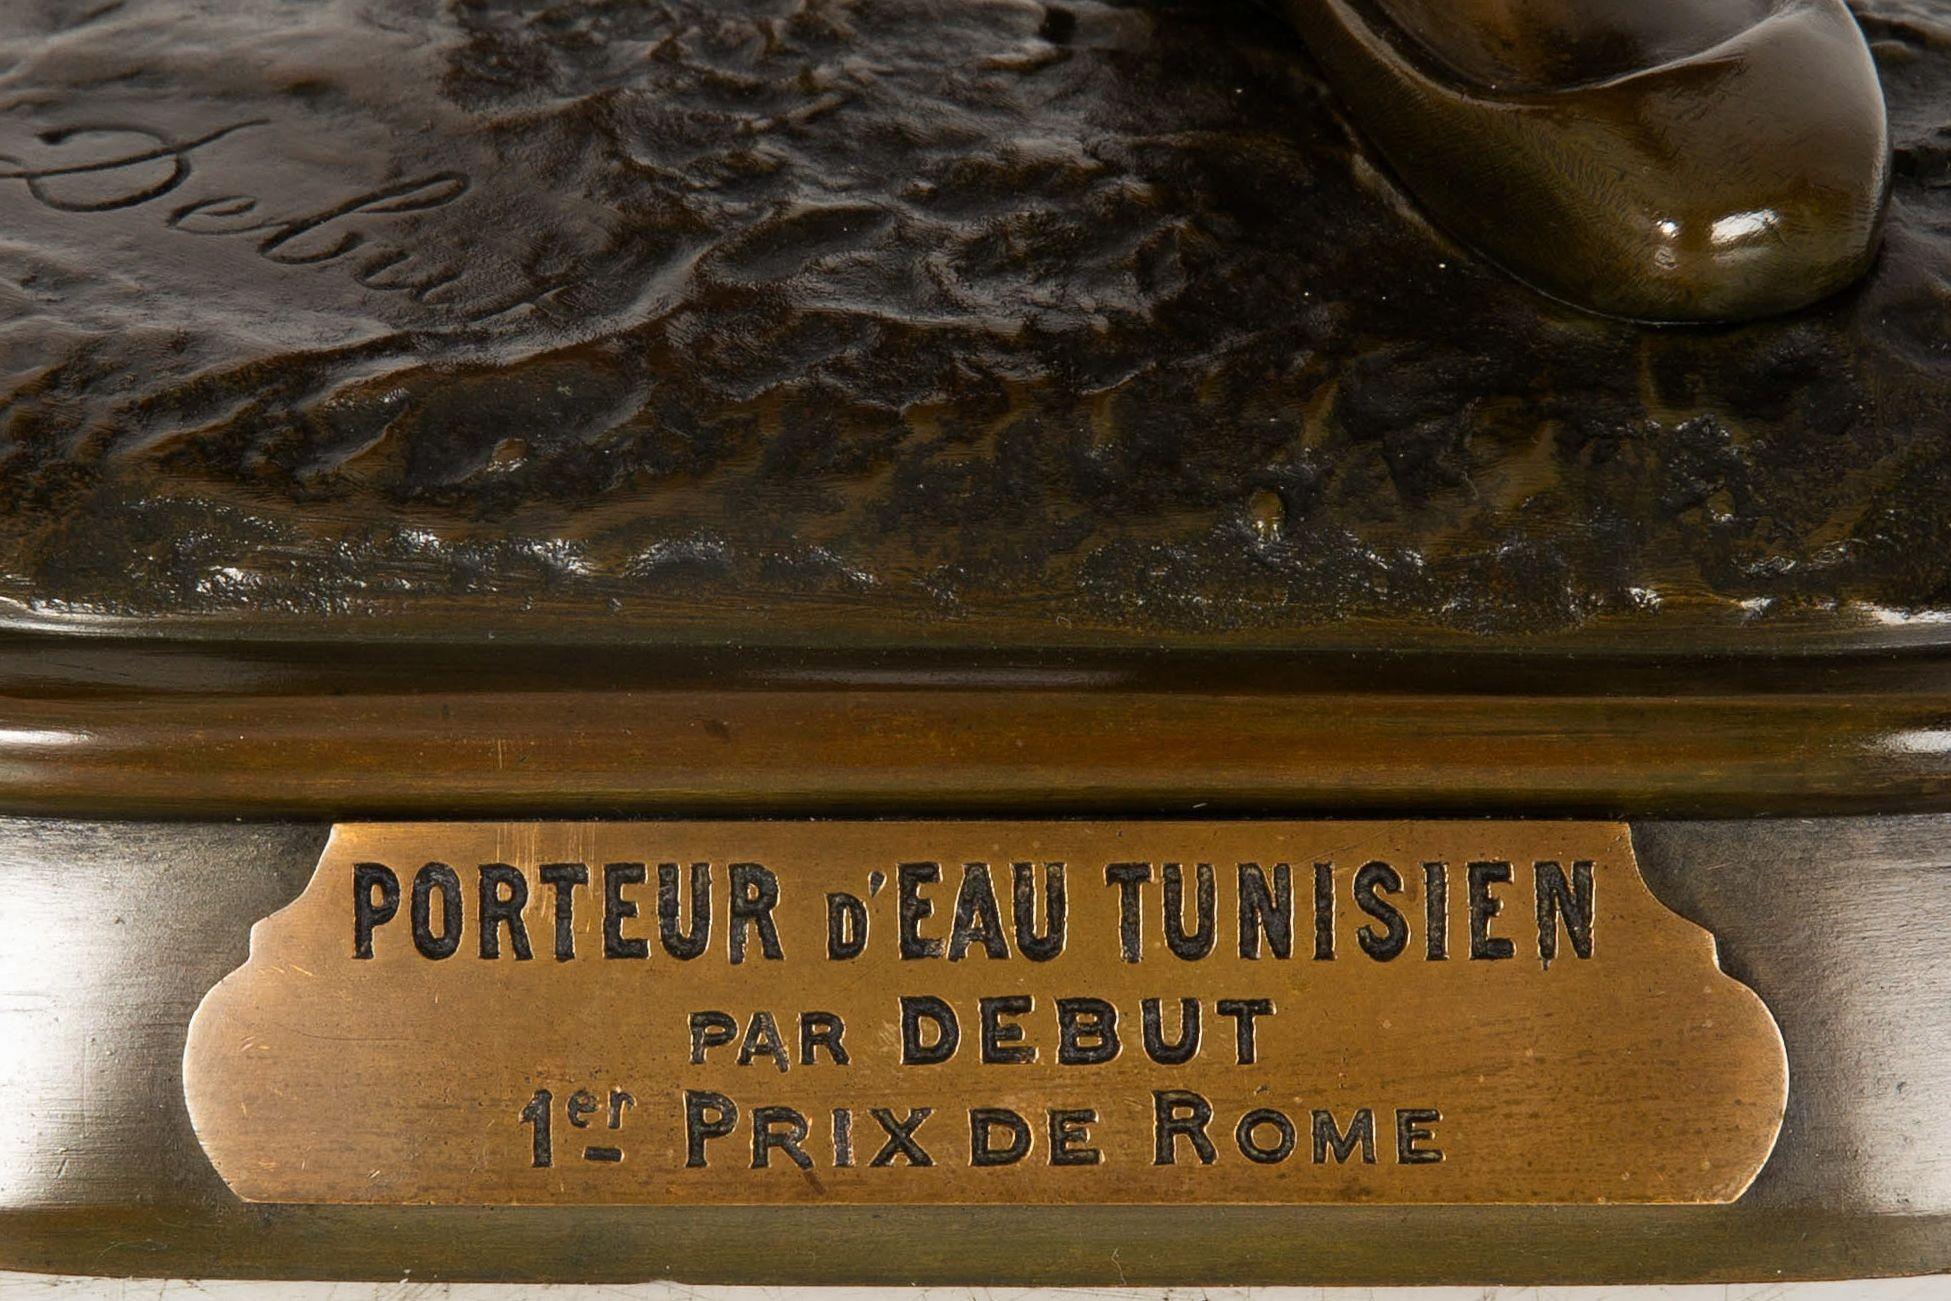 Debut
PORTEUR D'EAU TUNISIEN
PAR DEBUT
1er PRIX DE ROME